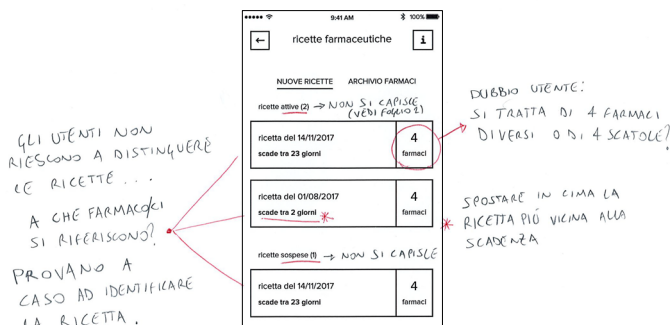 9:41 AM
100%
ricette farmaceutiche
i
NUOVE RICETTE
ARCHIVIO FARMACI
ricette attive (2) → NON SI CAPISCE
(VEDI FOGLIO 2)
ricetta del 14/11/2017
scade tra 23 giorni
4
farmaci
ricetta del 01/08/2017
scade tra 2 giorni *
4
farmaci
ricette sospese (1) → NON SI CAPISCE
ricetta del 14/11/2017
scade tra 23 giorni
4
farmaci
GLI UTENTI NON
RIESCONO A DISTINGUERE
LE RICETTE ...
A CHE FARMACO/CI
SI RIFERISCONO?
PROVANO A
CASO AD IDENTIFICARE
LA RICETTA.
DUBBIO UTENTE:
SI TRATTA DI 4 FARMACI
DIVERSI O DI 4 SCATOLE?
* SPOSTARE IN CIMA LA
RICETTA PIÙ VICINA ALLA
SCADENZA